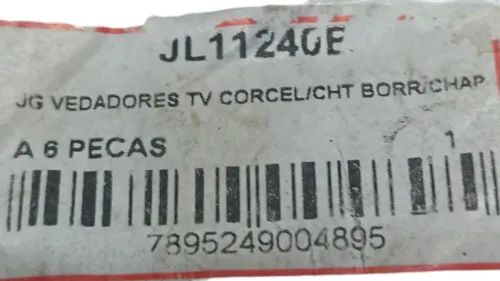 JL11240E
JG VEDADORES TV CORCEL/CHT BORR/CHAP
A 6 PECAS
1
7895249004895